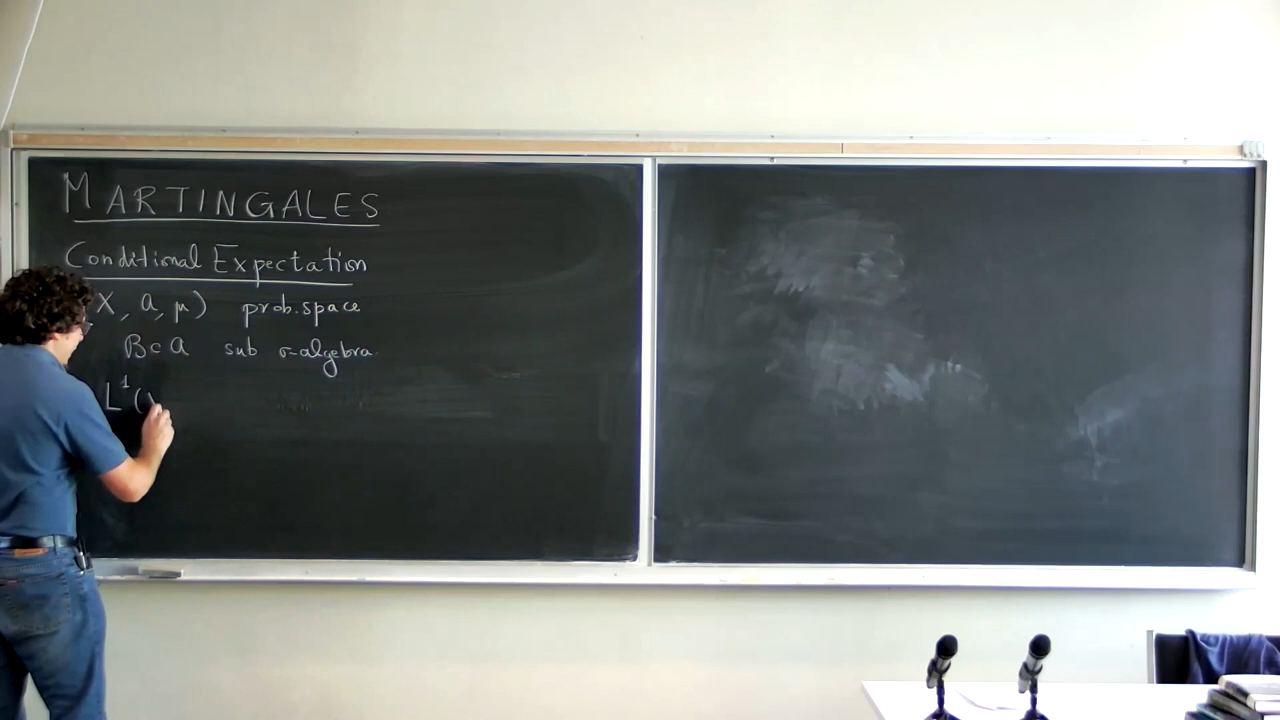 MARTINGALES
Conditional Expectation
(X, a, μ) prob. space
B ⊂ a sub σ-algebra
L¹(